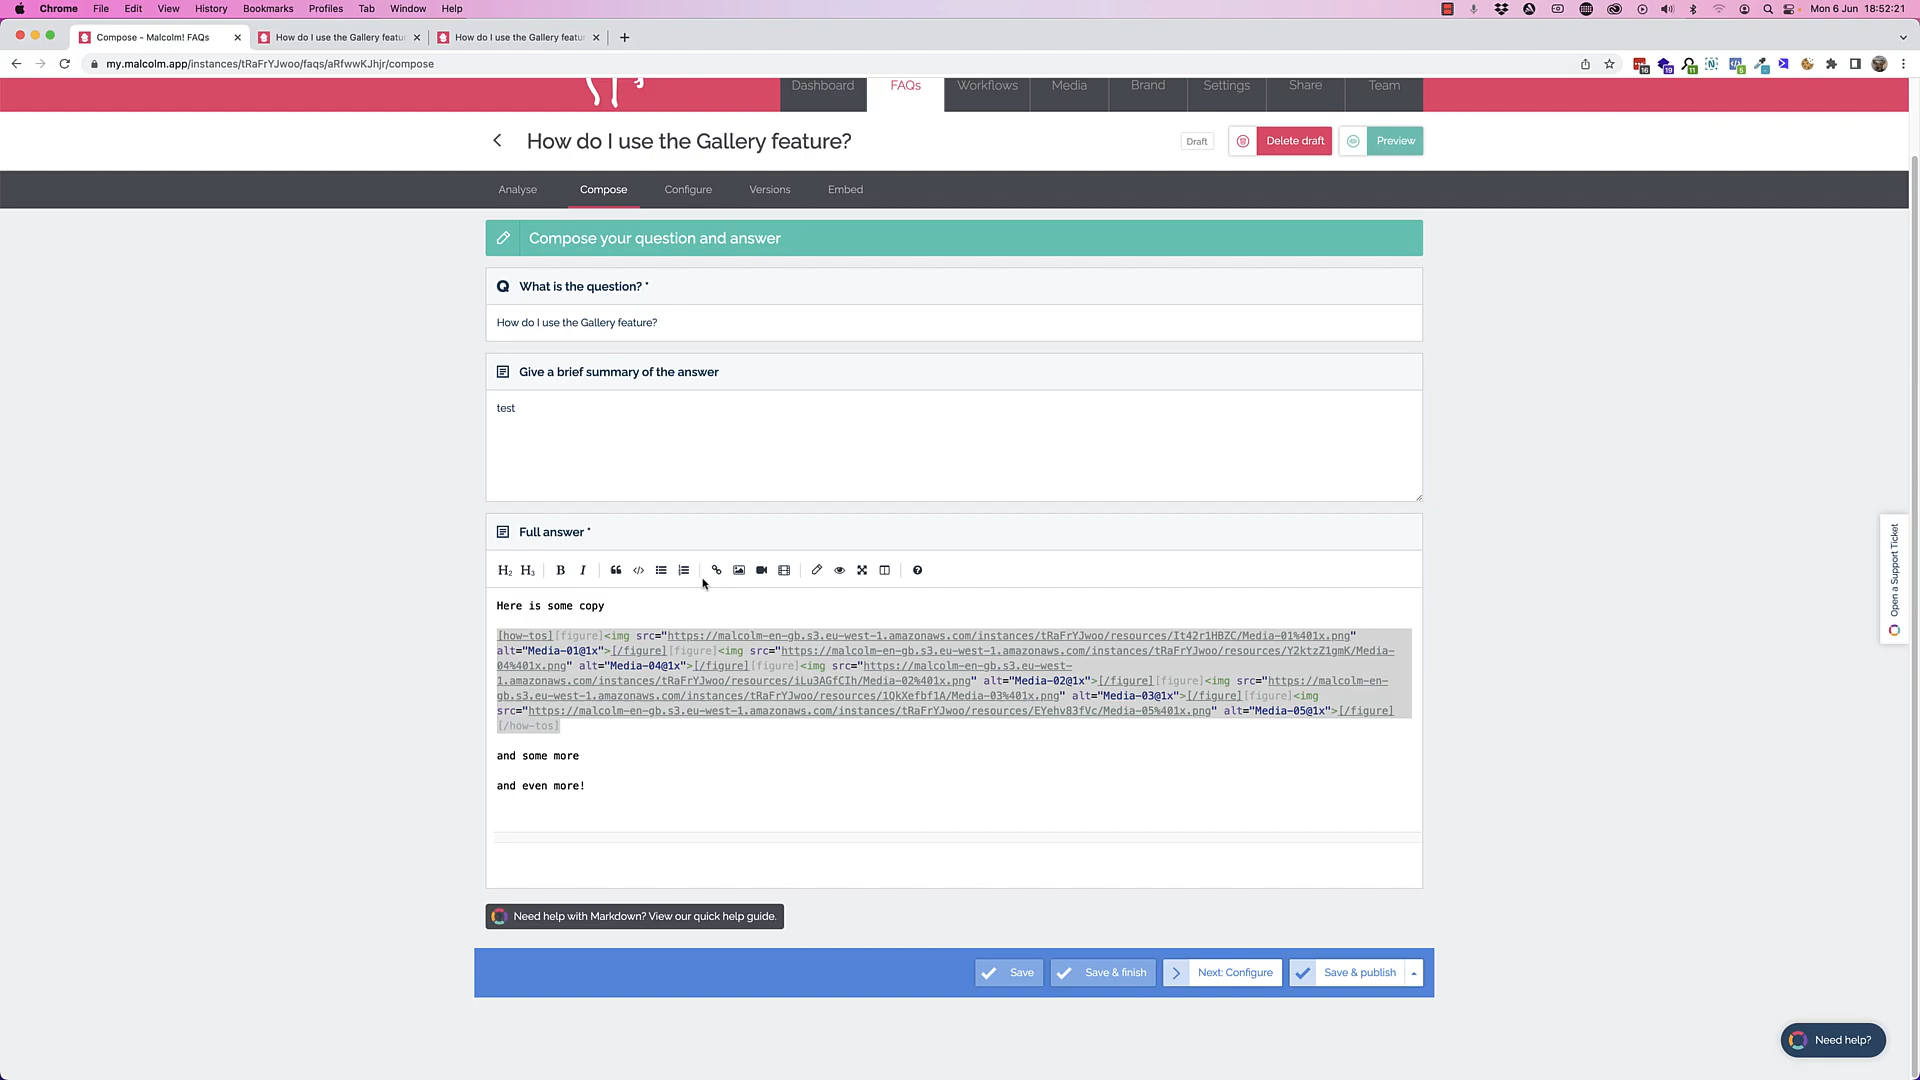 Chrome File Edit View History Bookmarks Profiles Tab Window Help
Mon 6 Jun 18:52:21
Compose - Malcolm! FAQs
How do I use the Gallery featu
How do I use the Gallery featur
my.malcolm.app/instances/tRaFrYJwoo/faqs/aRfwwKJhjr/compose
Dashboard FAQs Workflows Media Brand Settings Share Team
How do I use the Gallery feature?
Draft Delete draft Preview
Analyse Compose Configure Versions Embed
Compose your question and answer
What is the question? *
How do I use the Gallery feature?
Give a brief summary of the answer
test
Full answer *
H2 H3 B I
Here is some copy
[how-tos][figure]<img src="https://malcolm-en-gb.s3.eu-west-1.amazonaws.com/instances/tRaFrYJwoo/resources/It42r1HBZC/Media-01%401x.png"
alt="Media-01@1x">[/figure][figure]<img src="https://malcolm-en-gb.s3.eu-west-1.amazonaws.com/instances/tRaFrYJwoo/resources/Y2ktzZ1gmK/Media-
04%401x.png" alt="Media-04@1x">[/figure][figure]<img src="https://malcolm-en-gb.s3.eu-west-
1.amazonaws.com/instances/tRaFrYJwoo/resources/iLu3AGfCIh/Media-02%401x.png" alt="Media-02@1x">[/figure][figure]<img src="https://malcolm-en-
gb.s3.eu-west-1.amazonaws.com/instances/tRaFrYJwoo/resources/1QkXefbf1A/Media-03%401x.png" alt="Media-03@1x">[/figure][figure]<img
src="https://malcolm-en-gb.s3.eu-west-1.amazonaws.com/instances/tRaFrYJwoo/resources/EYehv83fVc/Media-05%401x.png" alt="Media-05@1x">[/figure]
[/how-tos]
and some more
and even more!
Need help with Markdown? View our quick help guide.
Save Save & finish Next: Configure Save & publish
Open a Support Ticket
Need help?